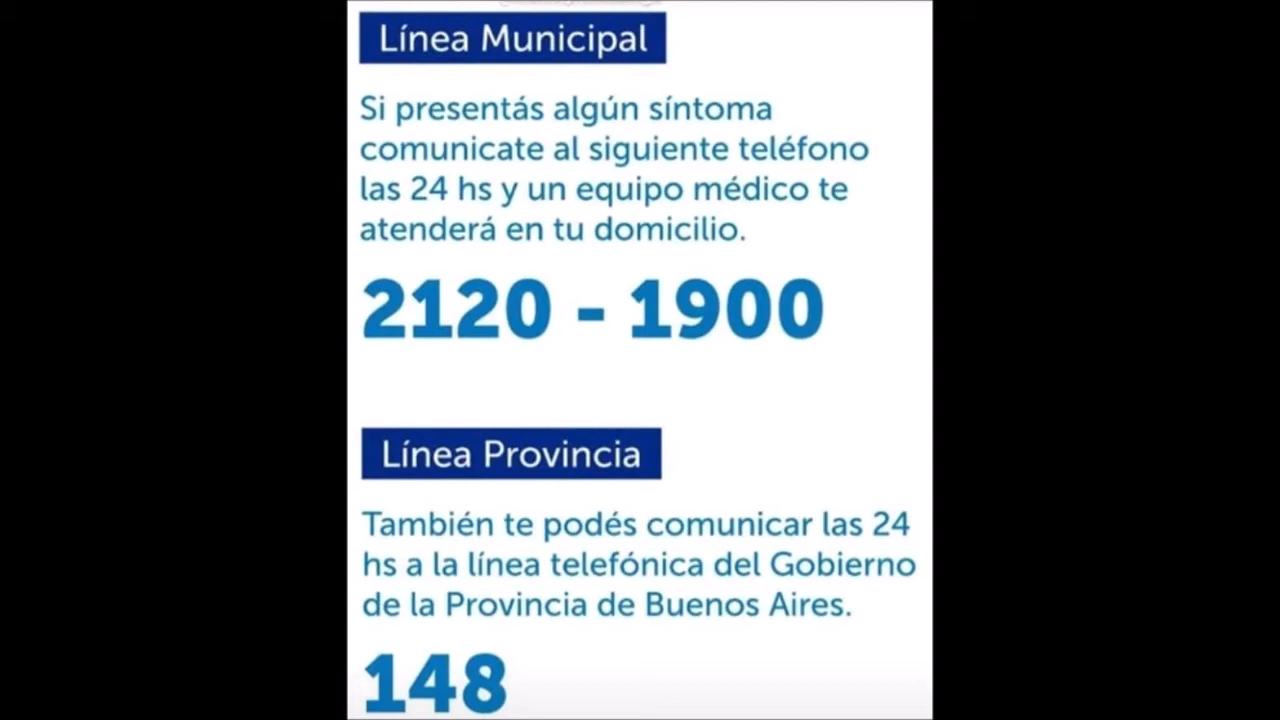 Línea Municipal
Si presentás algún síntoma
comunicate al siguiente teléfono
las 24 hs y un equipo médico te
atenderá en tu domicilio.
2120 - 1900
Línea Provincia
También te podés comunicar las 24
hs a la línea telefónica del Gobierno
de la Provincia de Buenos Aires.
148